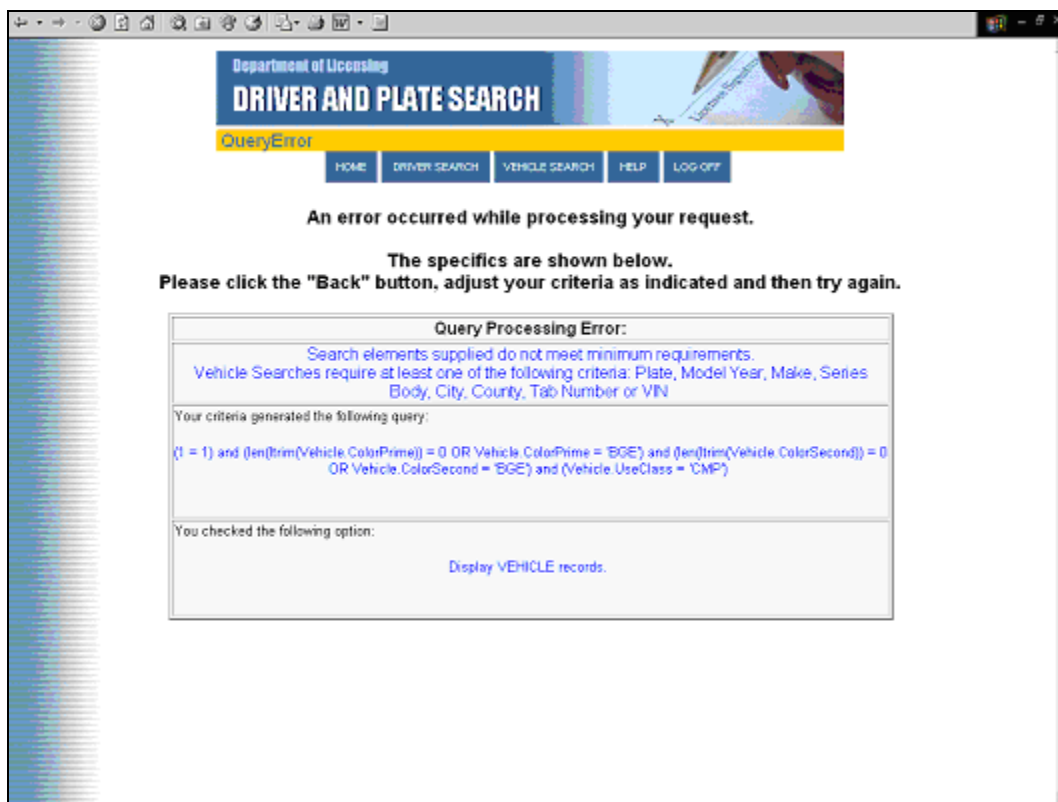 Department of Licensing
DRIVER AND PLATE SEARCH
QueryError
HOME DRIVER SEARCH VEHICLE SEARCH HELP LOG OFF
An error occurred while processing your request.
The specifics are shown below.
Please click the "Back" button, adjust your criteria as indicated and then try again.
Query Processing Error:
Search elements supplied do not meet minimum requirements.
Vehicle Searches require at least one of the following criteria: Plate, Model Year, Make, Series
Body, City, County, Tab Number or VIN
Your criteria generated the following query:
(1 = 1) and (len(ltrim(Vehicle.ColorPrime)) = 0 OR Vehicle.ColorPrime = 'BGE') and (len(ltrim(Vehicle.ColorSecond)) = 0
OR Vehicle.ColorSecond = 'BGE') and (Vehicle.UseClass = 'CMP')
You checked the following option:
Display VEHICLE records.